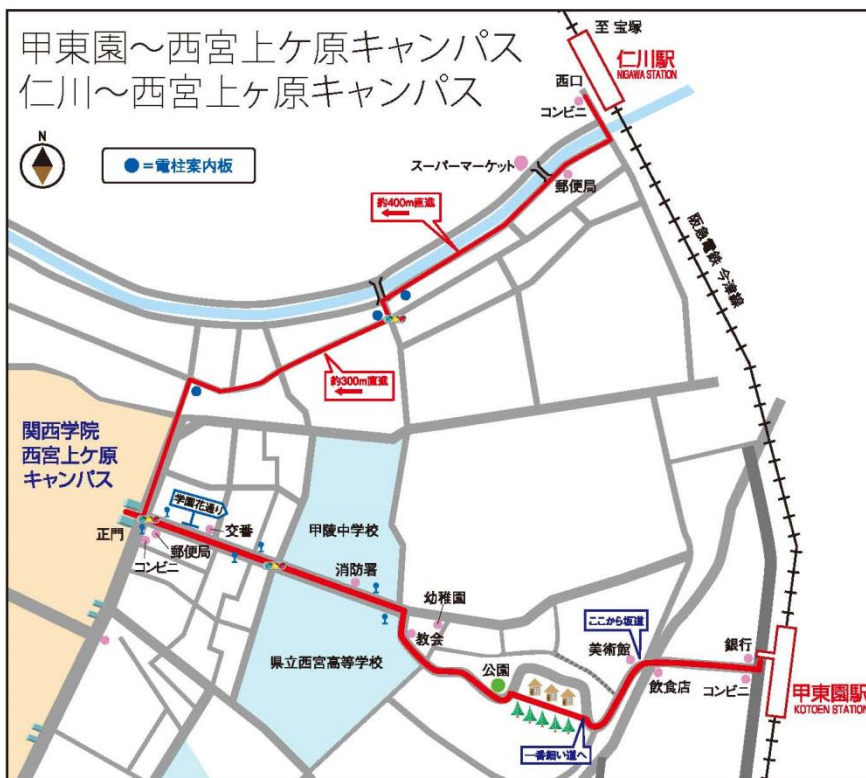 甲東園～西宮上ケ原キャンパス
仁川～西宮上ヶ原キャンパス
至 宝塚
仁川駅
NIGAWA STATION
西口
コンビニ
N
●=電柱案内板
スーパーマーケット
郵便局
約400m直進
阪急電鉄 今津線
約300m直進
関西学院
西宮上ケ原
キャンパス
学園花通り
正門
交番
郵便局
コンビニ
甲陵中学校
消防署
幼稚園
教会
県立西宮高等学校
公園
ここから坂道
美術館
銀行
飲食店
コンビニ
甲東園駅
KOTOEN STATION
一番細い道へ